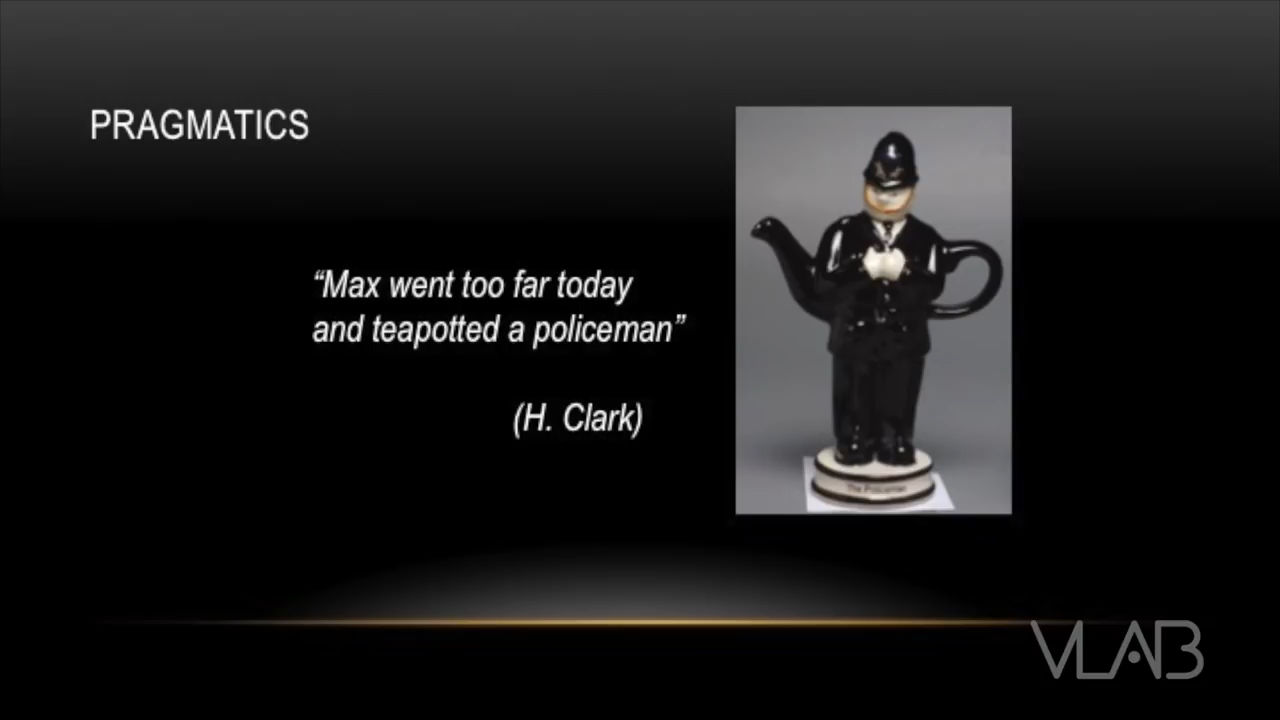 PRAGMATICS
“Max went too far today
and teapotted a policeman”
(H. Clark)
The Policeman
VLAB